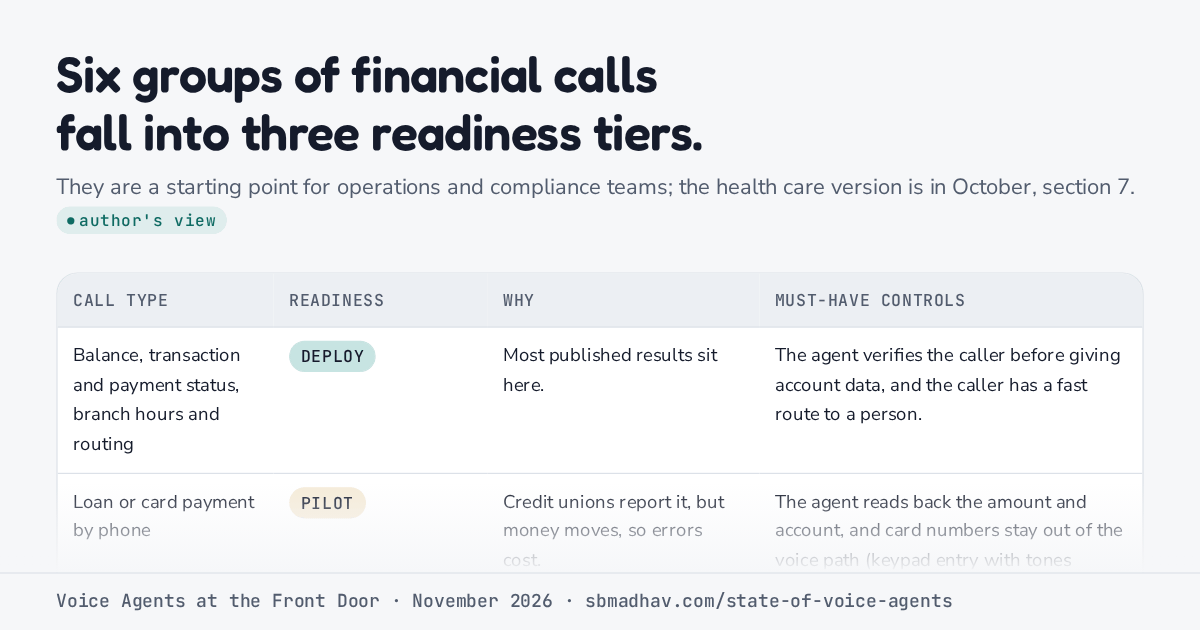 Six groups of financial calls
fall into three readiness tiers.
They are a starting point for operations and compliance teams; the health care version is in October, section 7.
author's view
CALL TYPE READINESS WHY MUST-HAVE CONTROLS
Balance, transaction
and payment status,
branch hours and
routing
DEPLOY
Most published results sit
here.
The agent verifies the caller before giving
account data, and the caller has a fast
route to a person.
Loan or card payment
by phone
PILOT
Credit unions report it, but
money moves, so errors
cost.
The agent reads back the amount and
account, and card numbers stay out of the
voice path (keypad entry with tones
Voice Agents at the Front Door · November 2026 · sbmadhav.com/state-of-voice-agents